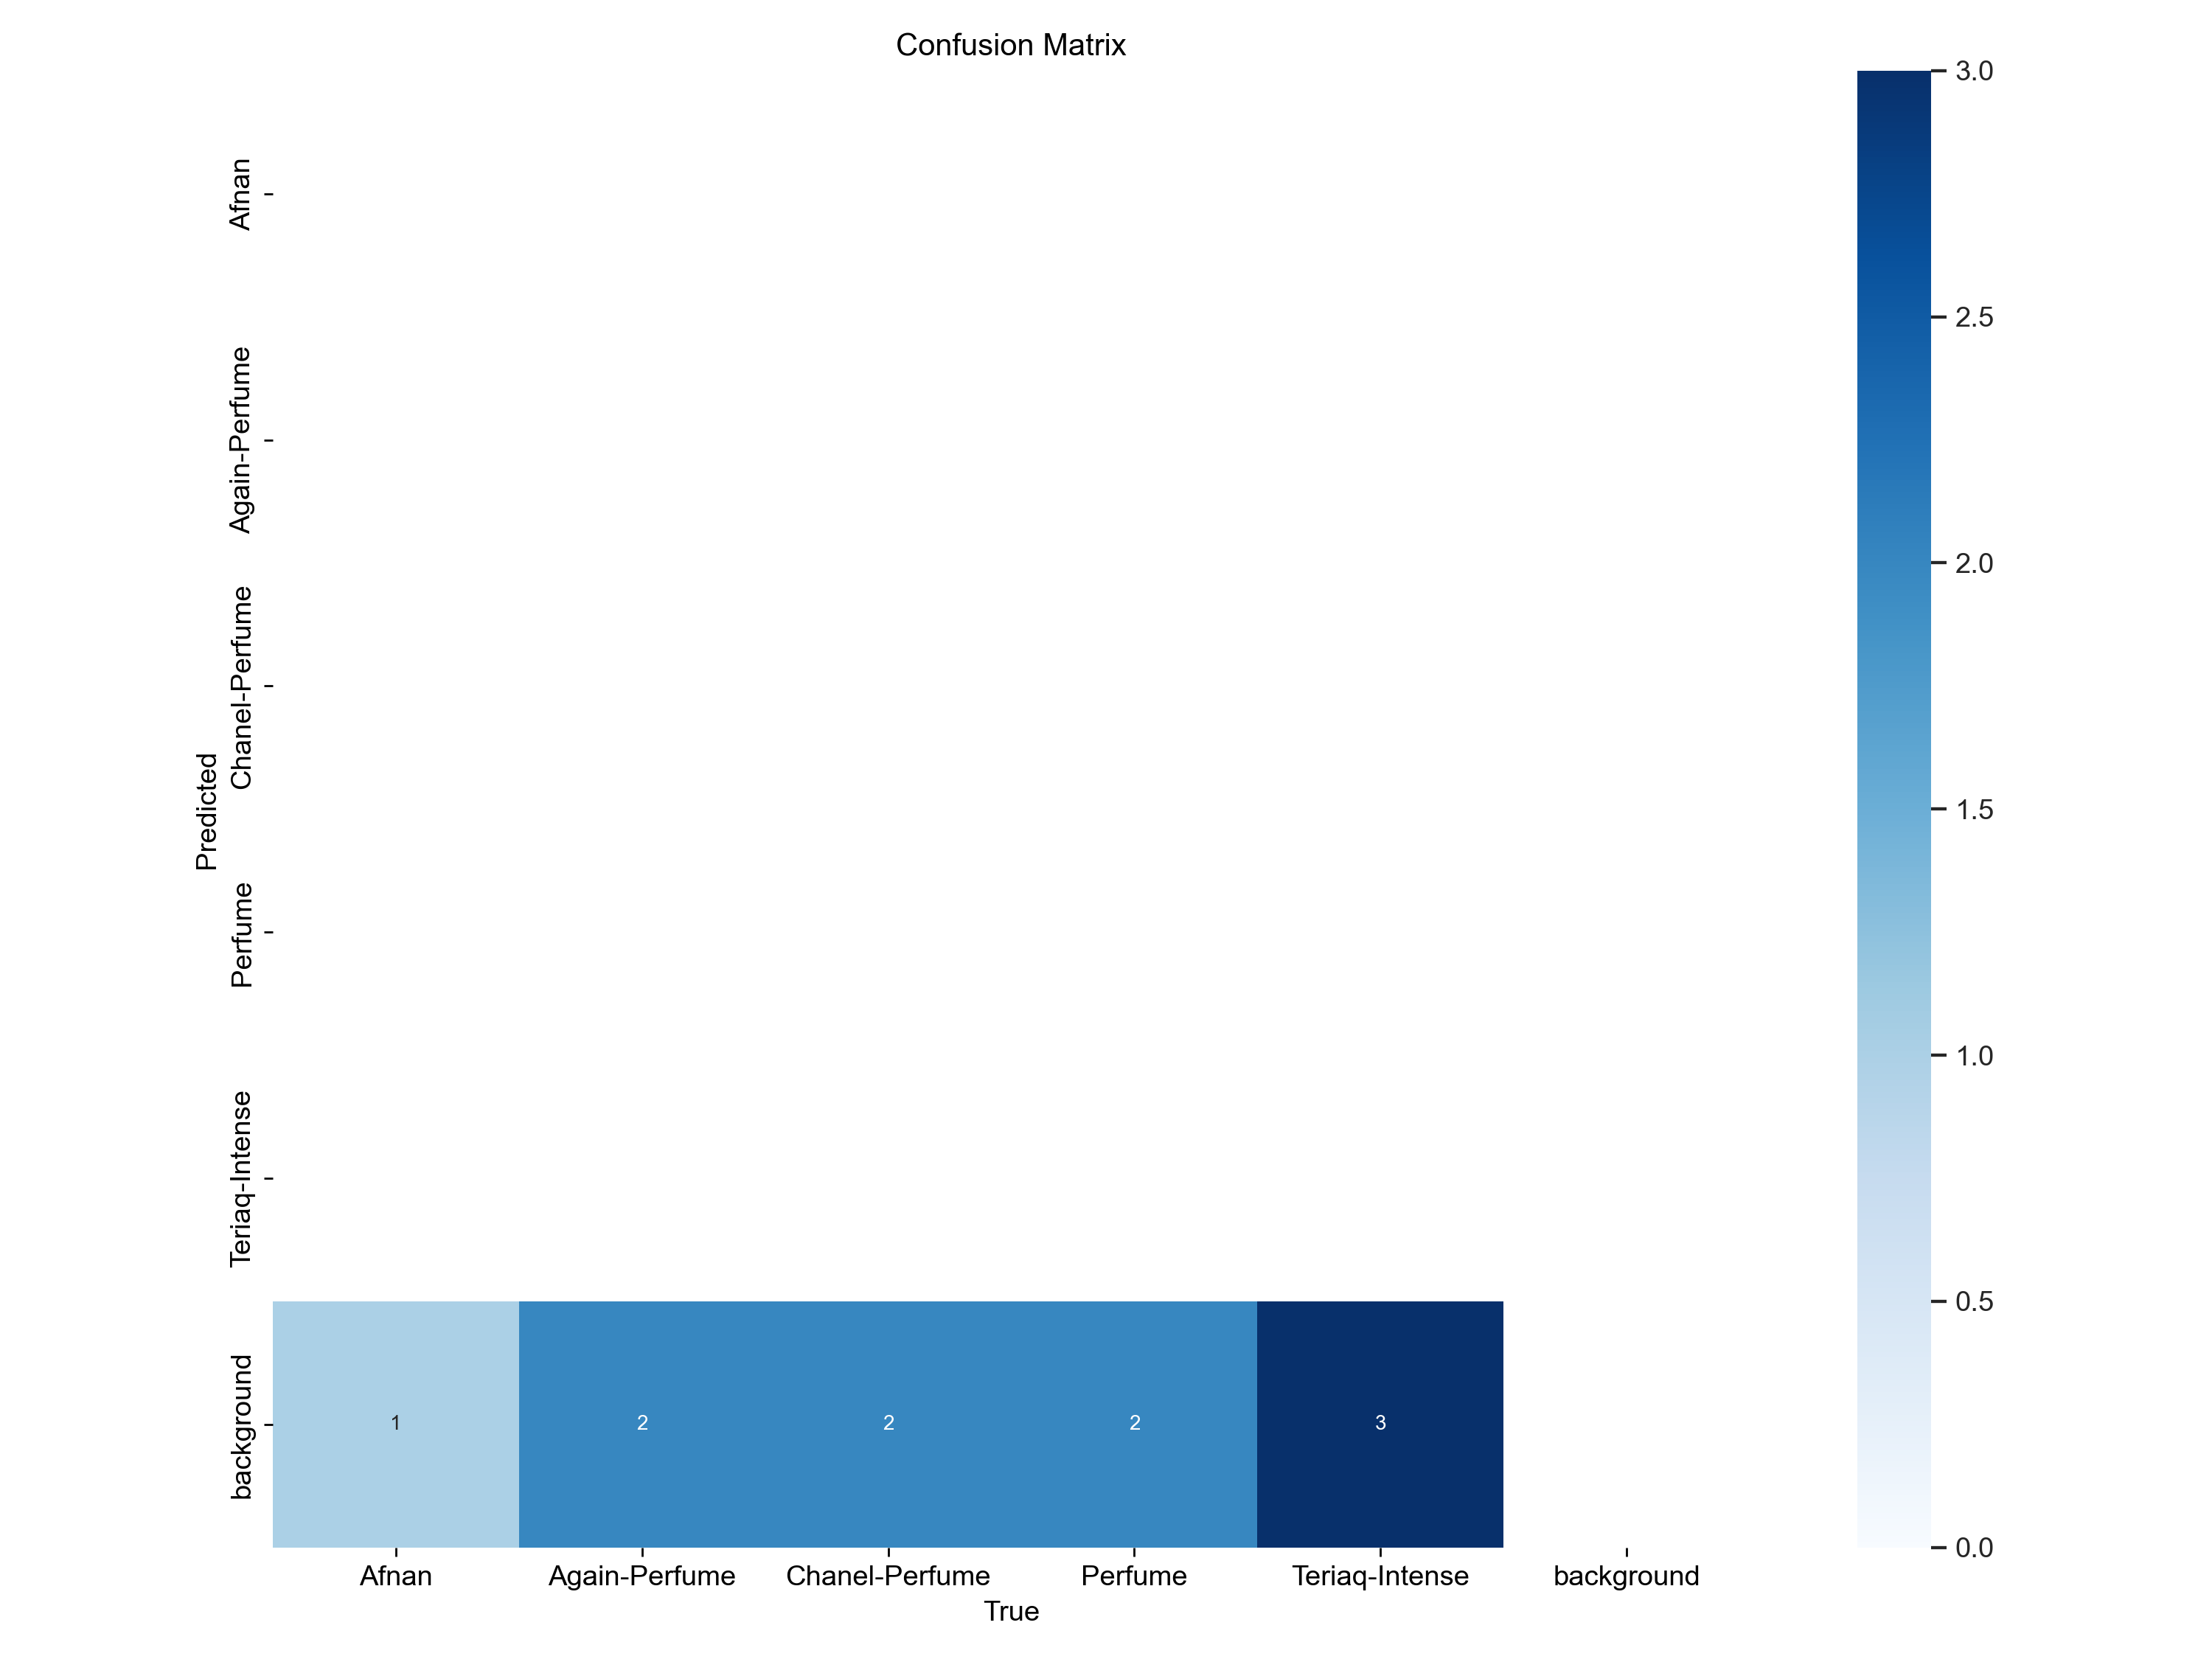 Confusion Matrix
Afnan
Again-Perfume
Chanel-Perfume
Perfume
Teriaq-Intense
background
Predicted
1 2 2 2 3
Afnan Again-Perfume Chanel-Perfume Perfume Teriaq-Intense background
True
3.0
2.5
2.0
1.5
1.0
0.5
0.0